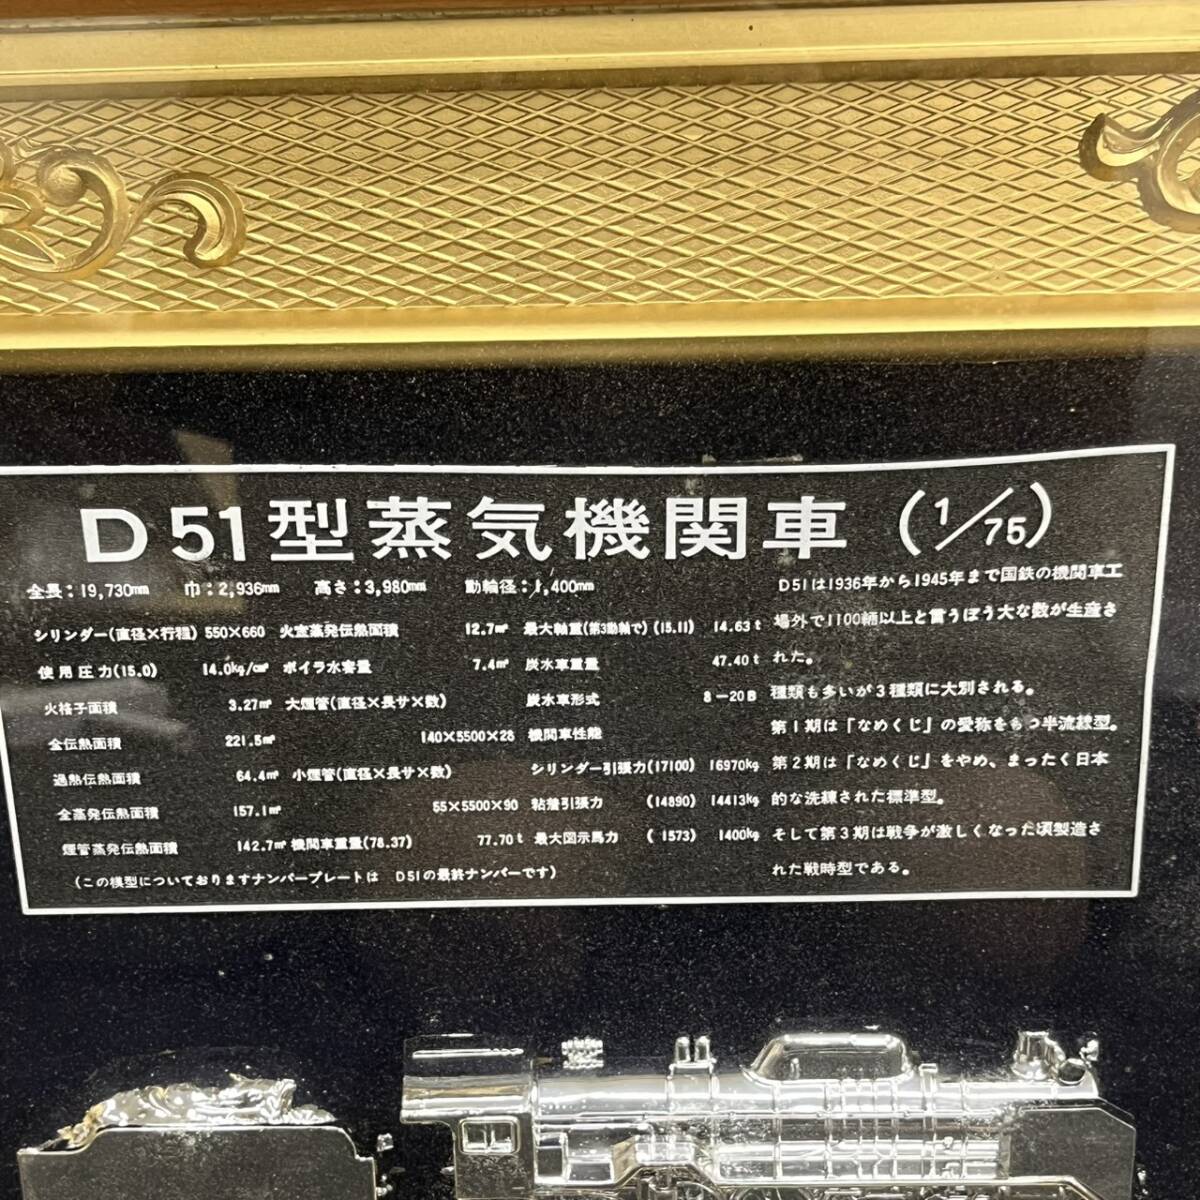 D51型蒸気機関車（1/75）
全長：19,730mm　巾：2,936mm　高さ：3,980mm　動輪径：1,400mm
シリンダー(直径×行程) 550×660
使用圧力(15.0)　14.0kg/c㎡
火格子面積　3.27㎡
全伝熱面積　221.5㎡
過熱伝熱面積　64.4㎡
全蒸発伝熱面積　157.1㎡
煙管蒸発伝熱面積　142.7㎡
火室蒸発伝熱面積　12.7㎡
ボイラ水容量　7.4㎥
大煙管(直径×長サ×数)
140×5500×28
小煙管(直径×長サ×数)
55×5500×90
機関車重量(78.37)　77.70t
最大軸重(第3動軸で) (15.11)　14.63t
炭水車重量　47.40t
炭水車形式　8－20B
機関車性能
シリンダー引張力(17100) 16970kg
粘着引張力　(14890) 14413kg
最大図示馬力　(1573)　1400kg
(この模型についておりますナンバープレートは　D51の最終ナンバーです)
D51は1936年から1945年まで国鉄の機関車工
場外で1100輌以上と言うぼう大な数が生産さ
れた。
種類も多いが３種類に大別される。
第１期は「なめくじ」の愛称をもつ半流線型。
第２期は「なめくじ」をやめ、まったく日本
的な洗練された標準型。
そして第３期は戦争が激しくなった頃製造さ
れた戦時型である。